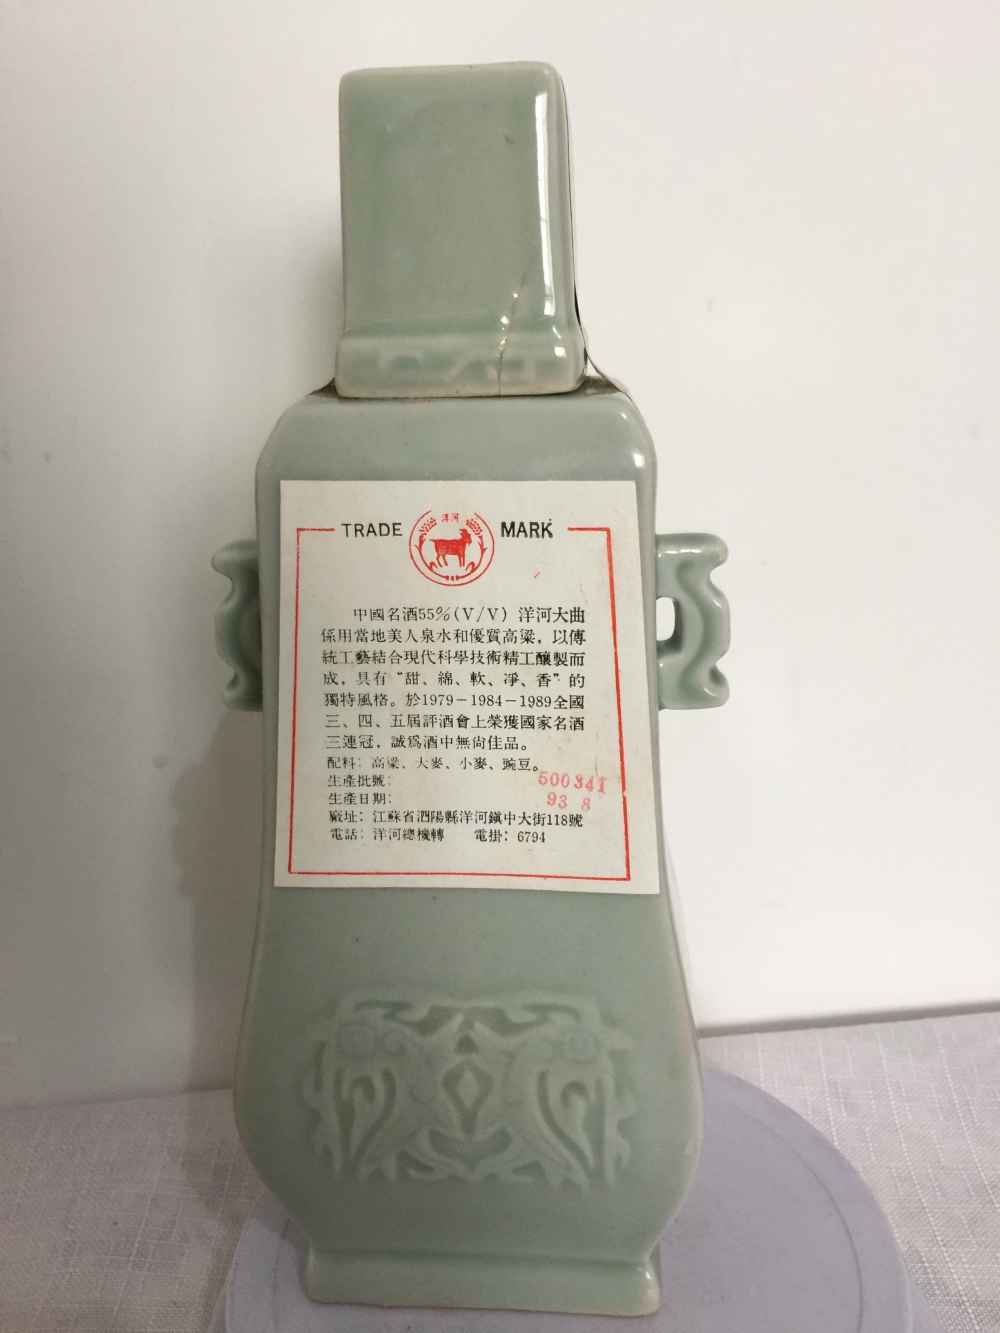 TRADE 洋河 MARK
中國名酒55%(V/V) 洋河大曲
係用當地美人泉水和優質高粱，以傳
統工藝結合現代科學技術精工釀製而
成，具有“甜、綿、軟、凈、香”的
獨特風格。於1979－1984－1989全國
三、四、五屆評酒會上榮獲國家名酒
三連冠，誠爲酒中無尚佳品。
配料：高粱、大麥、小麥、豌豆。
生產批號： 500341
生產日期： 93 8
廠址：江蘇省泗陽縣洋河鎮中大街118號
電話：洋河總機轉 電掛：6794